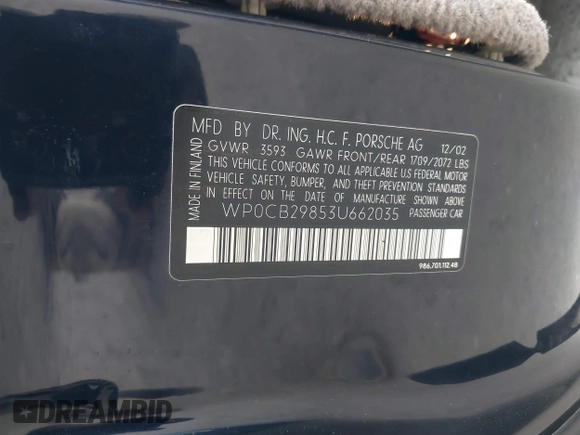 MFD BY DR. ING. H.C. F. PORSCHE AG 12/02
MADE IN FINLAND
GVWR 3593 GAWR FRONT/REAR 1709/2072 LBS
THIS VEHICLE CONFORMS TO ALL APPLICABLE U.S FEDERAL MOTOR
VEHICLE SAFETY, BUMPER, AND THEFT PREVENTION STANDARDS
IN EFFECT ON THE DATE OF MANUFACTURE SHOWN ABOVE
WP0CB29853U662035 PASSENGER CAR
986.701.112.48
DREAMBID